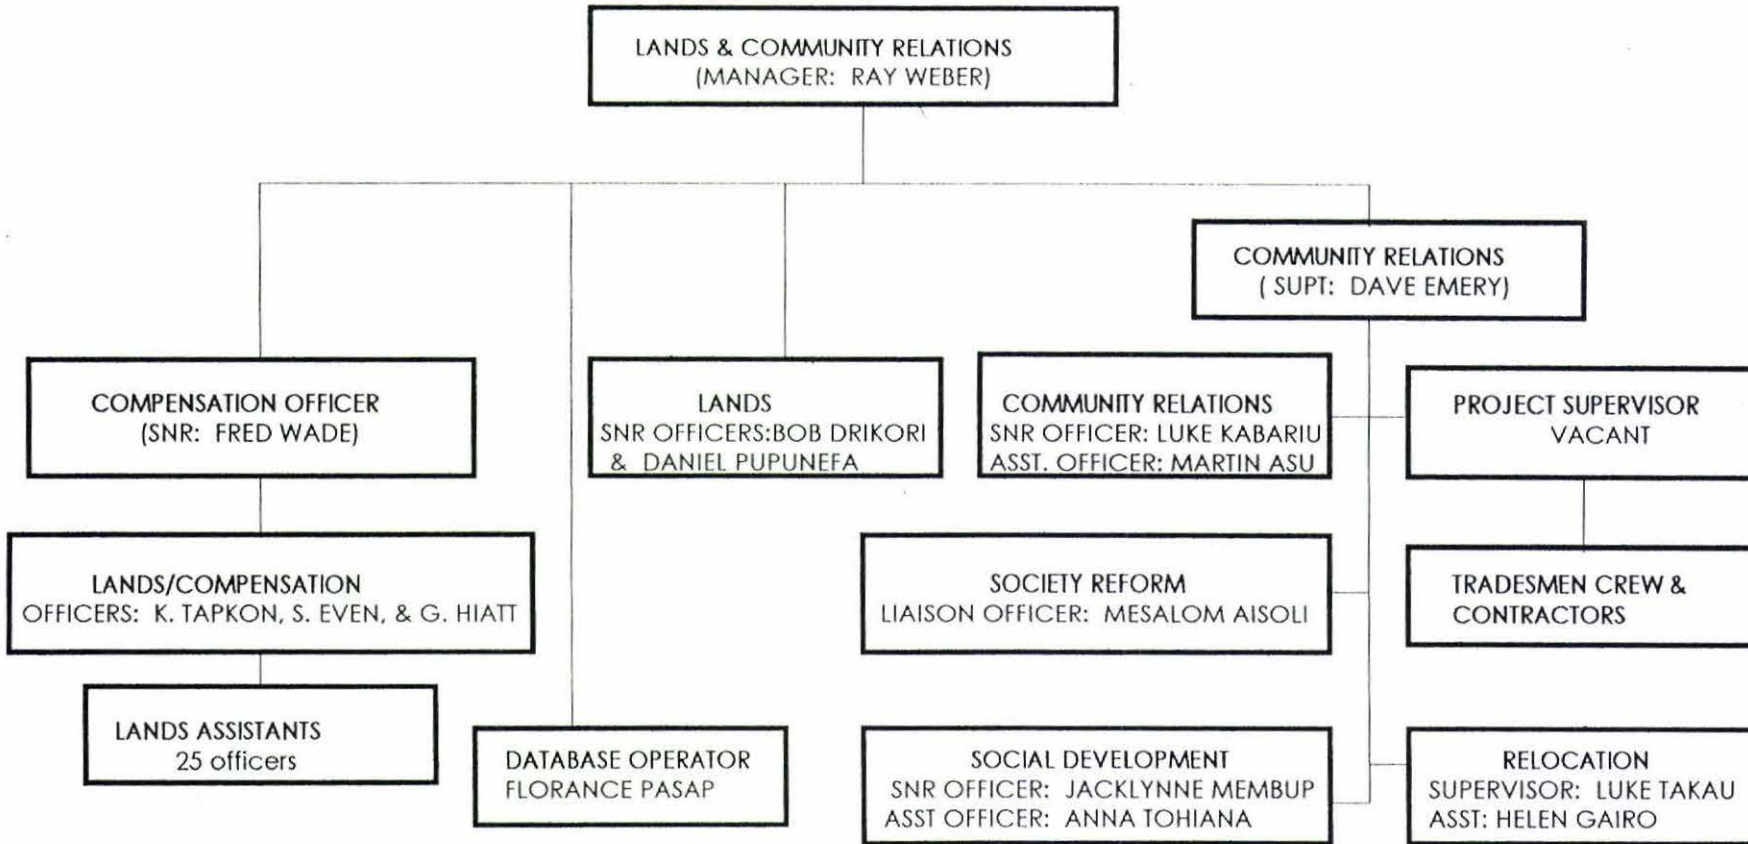 LANDS & COMMUNITY RELATIONS
(MANAGER: RAY WEBER)
COMMUNITY RELATIONS
( SUPT: DAVE EMERY)
COMPENSATION OFFICER
(SNR: FRED WADE)
LANDS
SNR OFFICERS:BOB DRIKORI
& DANIEL PUPUNEFA
COMMUNITY RELATIONS
SNR OFFICER: LUKE KABARIU
ASST. OFFICER: MARTIN ASU
PROJECT SUPERVISOR
VACANT
LANDS/COMPENSATION
OFFICERS: K. TAPKON, S. EVEN, & G. HIATT
SOCIETY REFORM
LIAISON OFFICER: MESALOM AISOLI
TRADESMEN CREW &
CONTRACTORS
LANDS ASSISTANTS
25 officers
DATABASE OPERATOR
FLORANCE PASAP
SOCIAL DEVELOPMENT
SNR OFFICER: JACKLYNNE MEMBUP
ASST OFFICER: ANNA TOHIANA
RELOCATION
SUPERVISOR: LUKE TAKAU
ASST: HELEN GAIRO